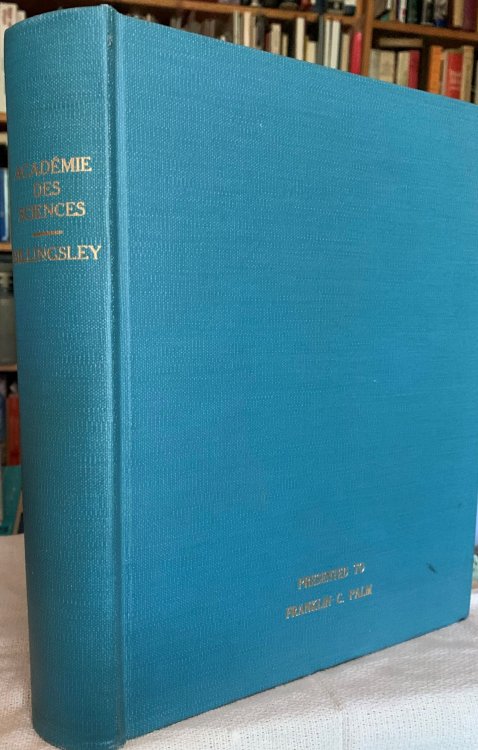 ACADÉMIE
DES
SCIENCES
BILLINGSLEY
PRESENTED TO
FRANKLIN C. PALM